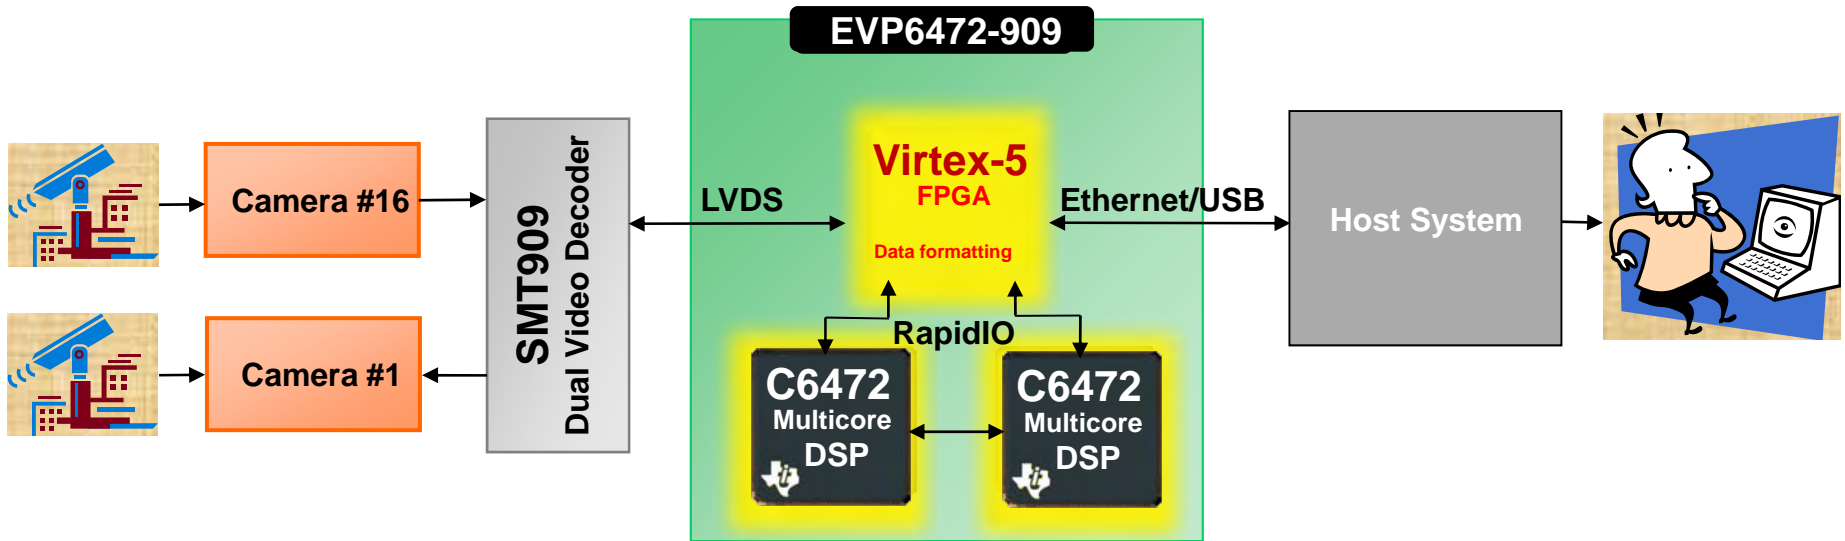 EVP6472-909
Camera #16
Camera #1
SMT909
Dual Video Decoder
LVDS
Virtex-5
FPGA
Data formatting
Ethernet/USB
RapidIO
C6472
Multicore
DSP
C6472
Multicore
DSP
Host System